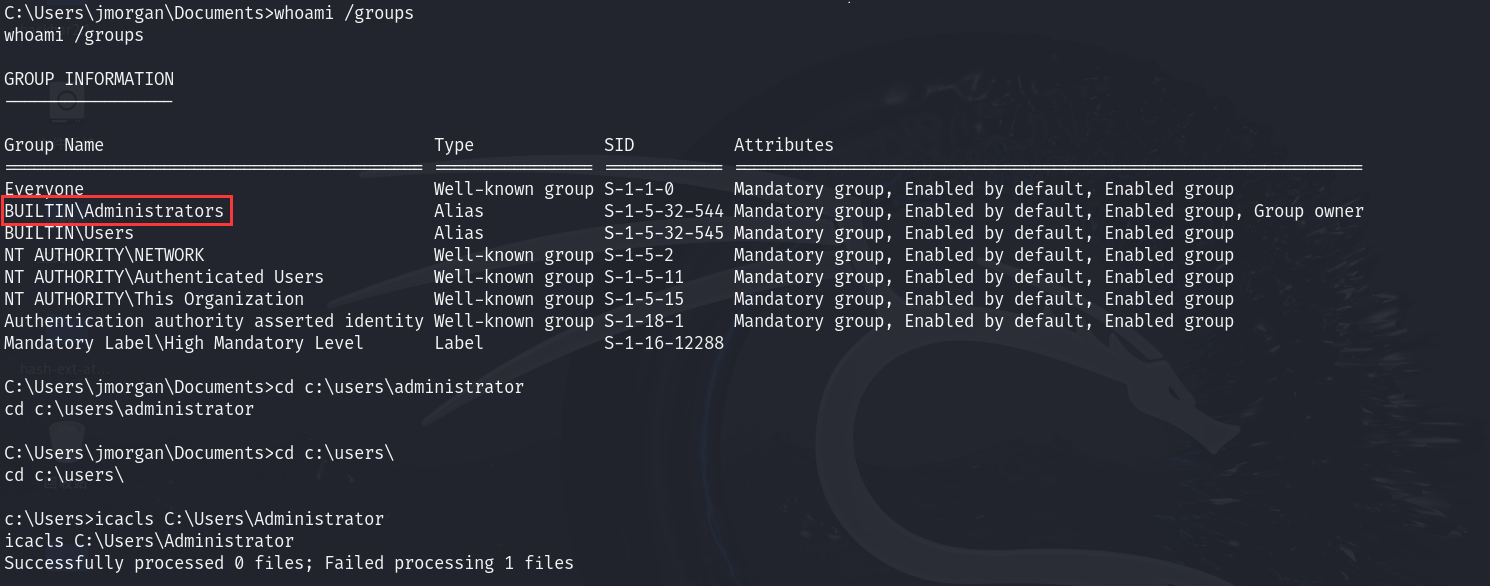 C:\Users\jmorgan\Documents>whoami /groups
whoami /groups
GROUP INFORMATION
-----------------
Group Name Type SID Attributes
========================================== ================ ============ ===============================================================
Everyone Well-known group S-1-1-0 Mandatory group, Enabled by default, Enabled group
BUILTIN\Administrators Alias S-1-5-32-544 Mandatory group, Enabled by default, Enabled group, Group owner
BUILTIN\Users Alias S-1-5-32-545 Mandatory group, Enabled by default, Enabled group
NT AUTHORITY\NETWORK Well-known group S-1-5-2 Mandatory group, Enabled by default, Enabled group
NT AUTHORITY\Authenticated Users Well-known group S-1-5-11 Mandatory group, Enabled by default, Enabled group
NT AUTHORITY\This Organization Well-known group S-1-5-15 Mandatory group, Enabled by default, Enabled group
Authentication authority asserted identity Well-known group S-1-18-1 Mandatory group, Enabled by default, Enabled group
Mandatory Label\High Mandatory Level Label S-1-16-12288
hash-ext-at...
C:\Users\jmorgan\Documents>cd c:\users\administrator
cd c:\users\administrator
C:\Users\jmorgan\Documents>cd c:\users\
cd c:\users\
c:\Users>icacls C:\Users\Administrator
icacls C:\Users\Administrator
Successfully processed 0 files; Failed processing 1 files